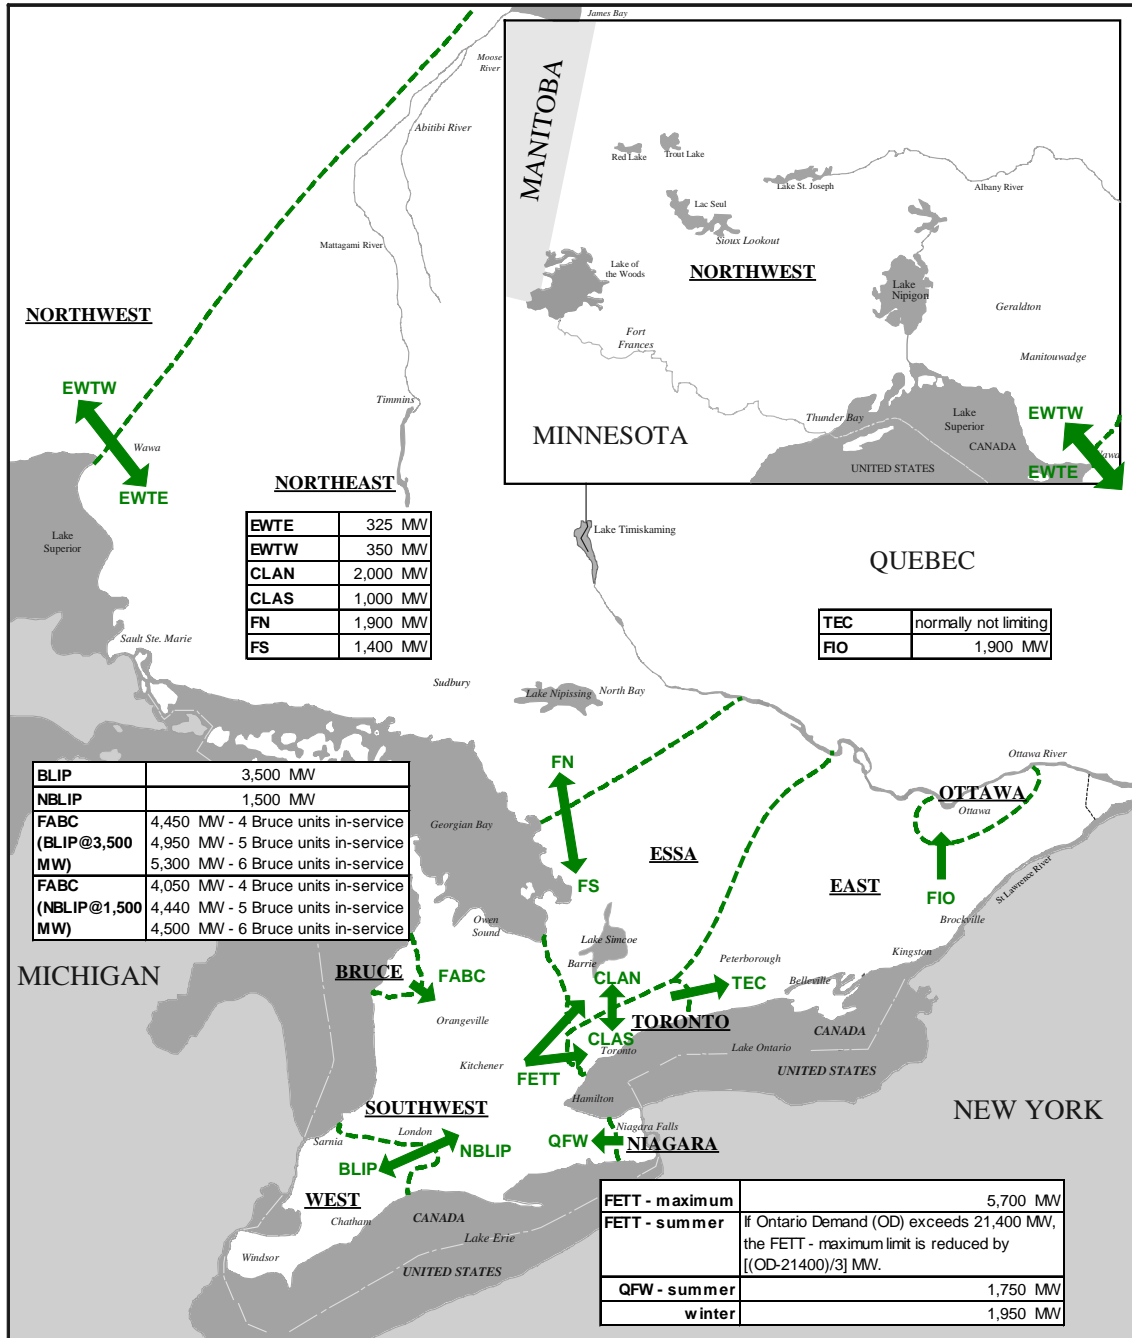 James Bay
Moose
River
Abitibi River
MANITOBA
Red Lake
Trout Lake
Lake St. Joseph
Albany River
Lac Seul
Sioux Lookout
Mattagami River
Lake of
the Woods
NORTHWEST
Lake
Nipigon
Geraldton
NORTHWEST
Fort
Frances
Manitouwadge
EWTW
Timmins
Thunder Bay
Lake
Superior
EWTW
Wawa
MINNESOTA
CANADA
UNITED STATES
EWTE
EWTE
NORTHEAST
EWTE 325 MW
EWTW 350 MW
CLAN 2,000 MW
CLAS 1,000 MW
FN 1,900 MW
FS 1,400 MW
Lake
Superior
Lake Timiskaming
QUEBEC
TEC normally not limiting
FIO 1,900 MW
Sault Ste. Marie
Sudbury
Lake Nipissing
North Bay
BLIP 3,500 MW
NBLIP 1,500 MW
FABC 4,450 MW - 4 Bruce units in-service
(BLIP@3,500 4,950 MW - 5 Bruce units in-service
MW) 5,300 MW - 6 Bruce units in-service
FABC 4,050 MW - 4 Bruce units in-service
(NBLIP@1,500 4,440 MW - 5 Bruce units in-service
MW) 4,500 MW - 6 Bruce units in-service
FN
Ottawa River
OTTAWA
Ottawa
Georgian Bay
ESSA
FS
EAST
FIO
St Lawrence River
Brockville
Owen
Sound
Lake Simcoe
Barrie
Kingston
Peterborough
Belleville
MICHIGAN
BRUCE
FABC
CLAN
TEC
Orangeville
TORONTO
CANADA
CLAS
Toronto
Lake Ontario
Kitchener
FETT
UNITED STATES
Hamilton
NEW YORK
SOUTHWEST
Niagara Falls
Sarnia
London
NBLIP
QFW
NIAGARA
BLIP
WEST
Chatham
CANADA
Lake Erie
Windsor
UNITED STATES
FETT - maximum 5,700 MW
FETT - summer If Ontario Demand (OD) exceeds 21,400 MW,
the FETT - maximum limit is reduced by
[(OD-21400)/3] MW.
QFW - summer 1,750 MW
winter 1,950 MW